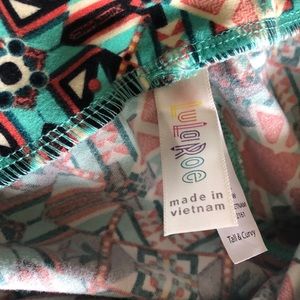 LuLaRoe
made in
vietnam
Tall & Curvy